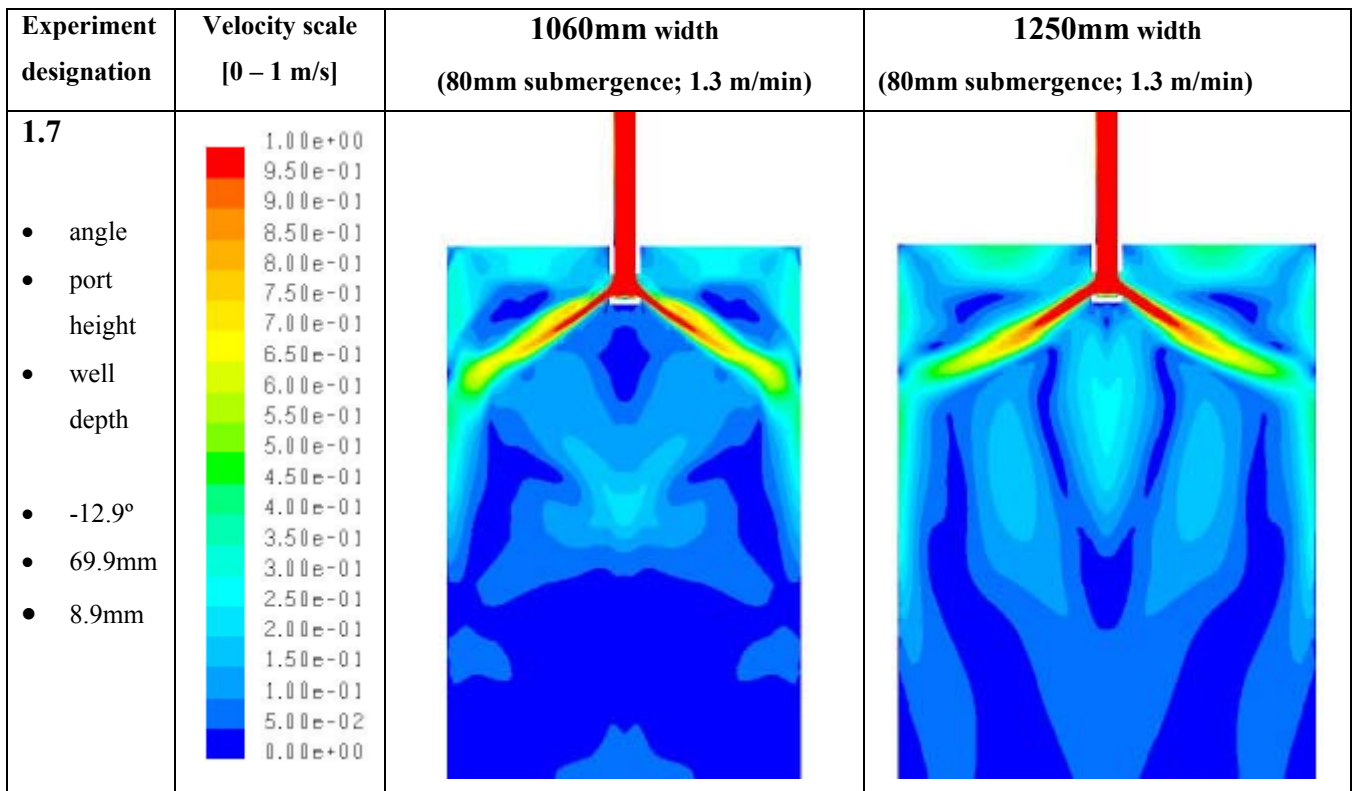 Experiment designation
Velocity scale [0 – 1 m/s]
1060mm width
(80mm submergence; 1.3 m/min)
1250mm width
(80mm submergence; 1.3 m/min)
1.7
• angle
• port height
• well depth
• -12.9º
• 69.9mm
• 8.9mm
1.00e+00
9.50e-01
9.00e-01
8.50e-01
8.00e-01
7.50e-01
7.00e-01
6.50e-01
6.00e-01
5.50e-01
5.00e-01
4.50e-01
4.00e-01
3.50e-01
3.00e-01
2.50e-01
2.00e-01
1.50e-01
1.00e-01
5.00e-02
0.00e+00